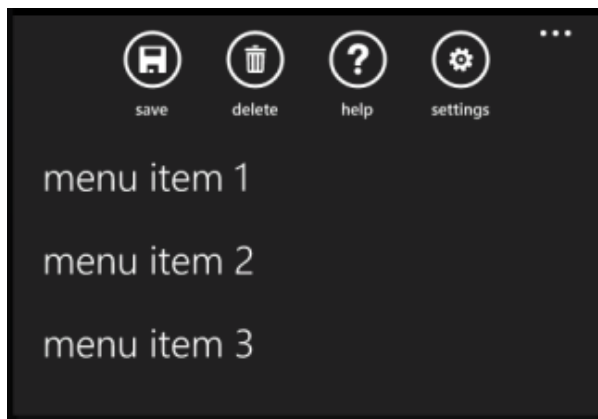 save delete help settings
menu item 1
menu item 2
menu item 3